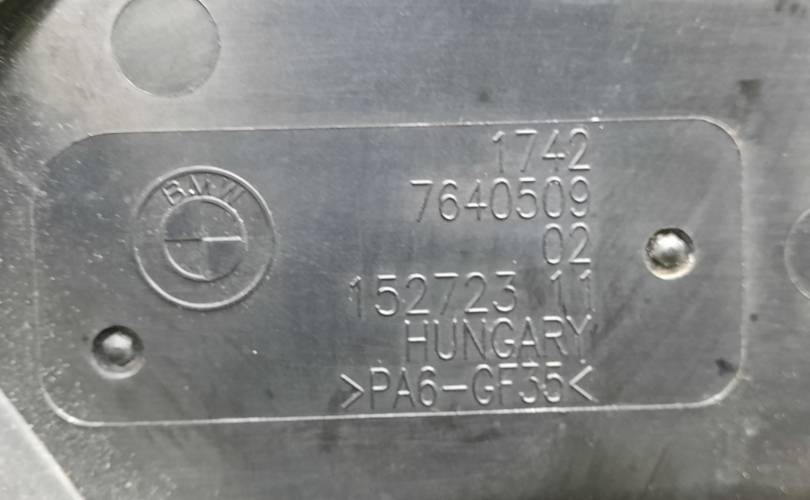 BMW
1742
7640509
02
152723 11
HUNGARY
>PA6-GF35<